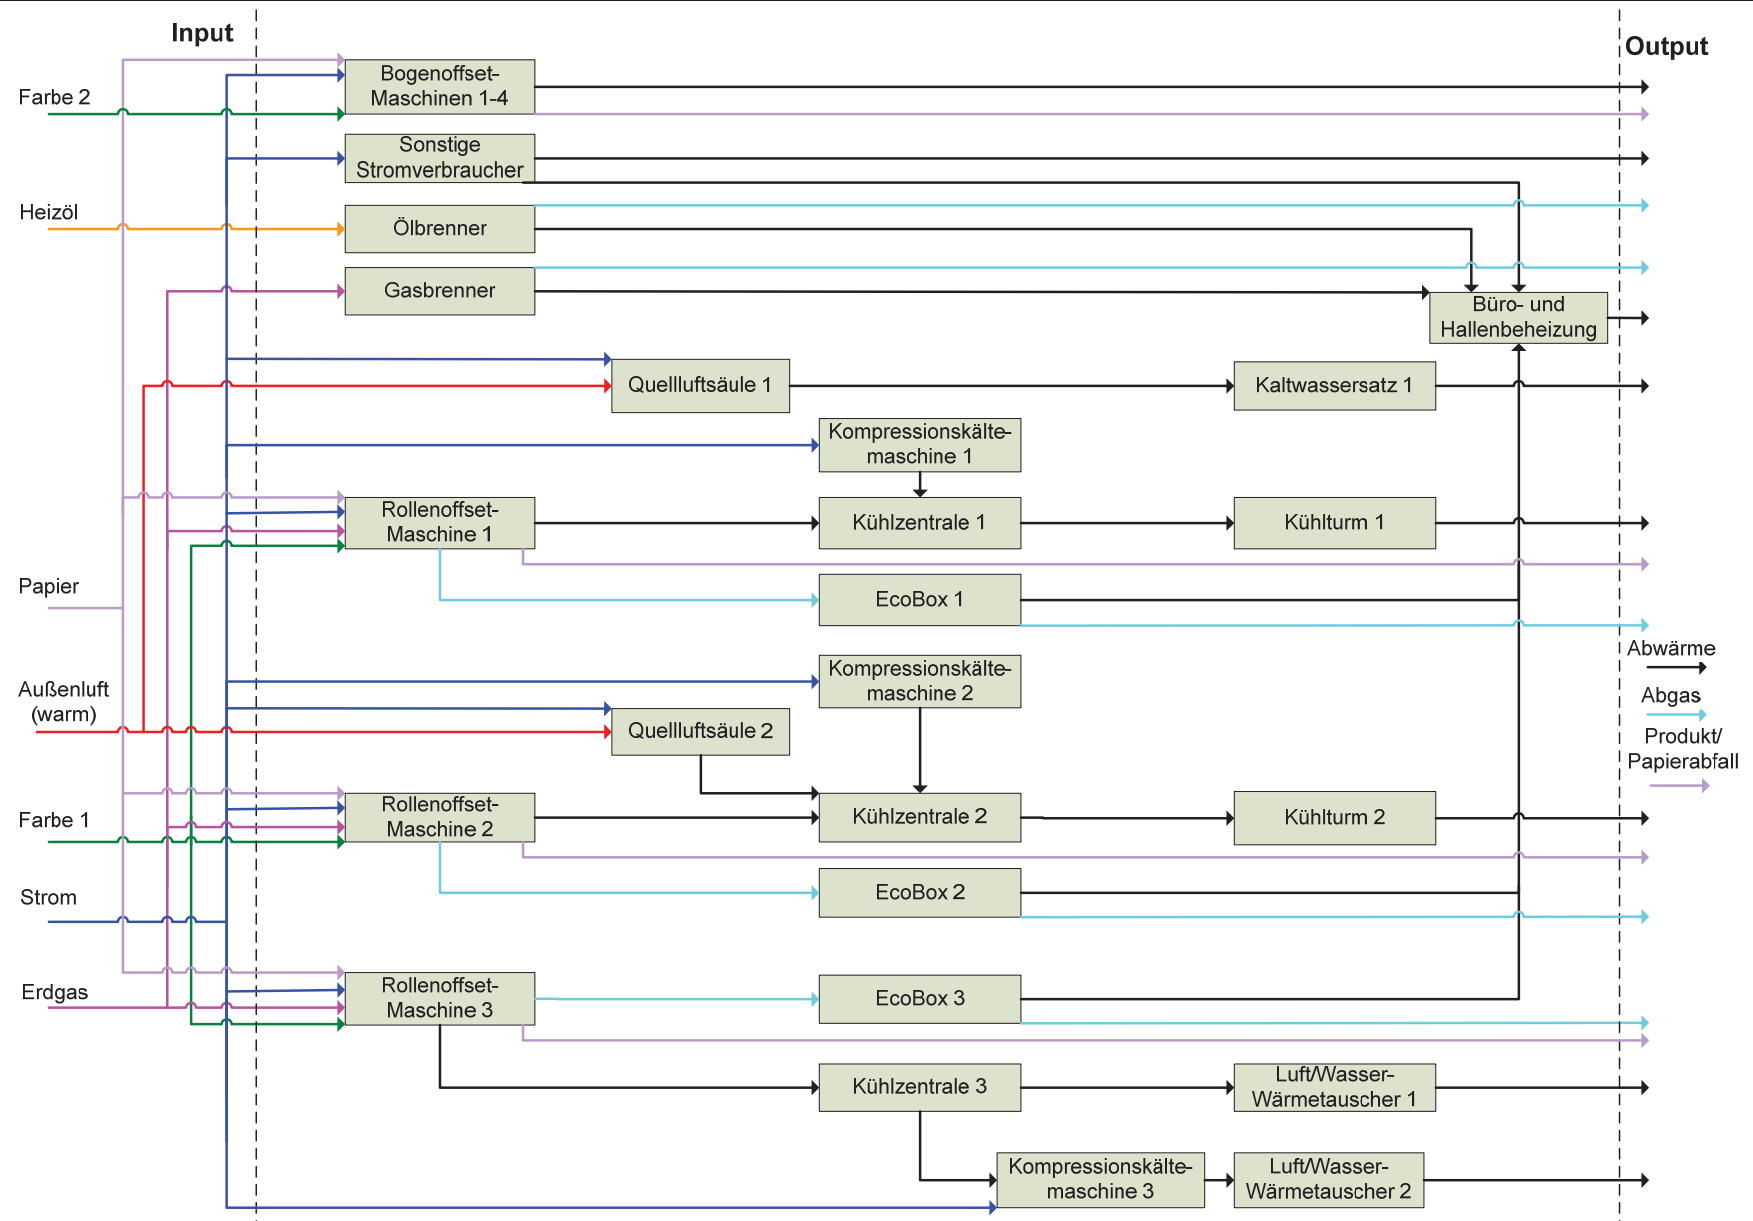 Input
Output
Farbe 2
Bogenoffset-
Maschinen 1-4
Sonstige
Stromverbraucher
Heizöl
Ölbrenner
Gasbrenner
Büro- und
Hallenbeheizung
Quellluftsäule 1
Kaltwassersatz 1
Kompressionskälte-
maschine 1
Rollenoffset-
Maschine 1
Kühlzentrale 1
Kühlturm 1
Papier
EcoBox 1
Außenluft
(warm)
Kompressionskälte-
maschine 2
Quellluftsäule 2
Abwärme
Abgas
Produkt/
Papierabfall
Farbe 1
Rollenoffset-
Maschine 2
Kühlzentrale 2
Kühlturm 2
Strom
EcoBox 2
Erdgas
Rollenoffset-
Maschine 3
EcoBox 3
Kühlzentrale 3
Luft/Wasser-
Wärmetauscher 1
Kompressionskälte-
maschine 3
Luft/Wasser-
Wärmetauscher 2